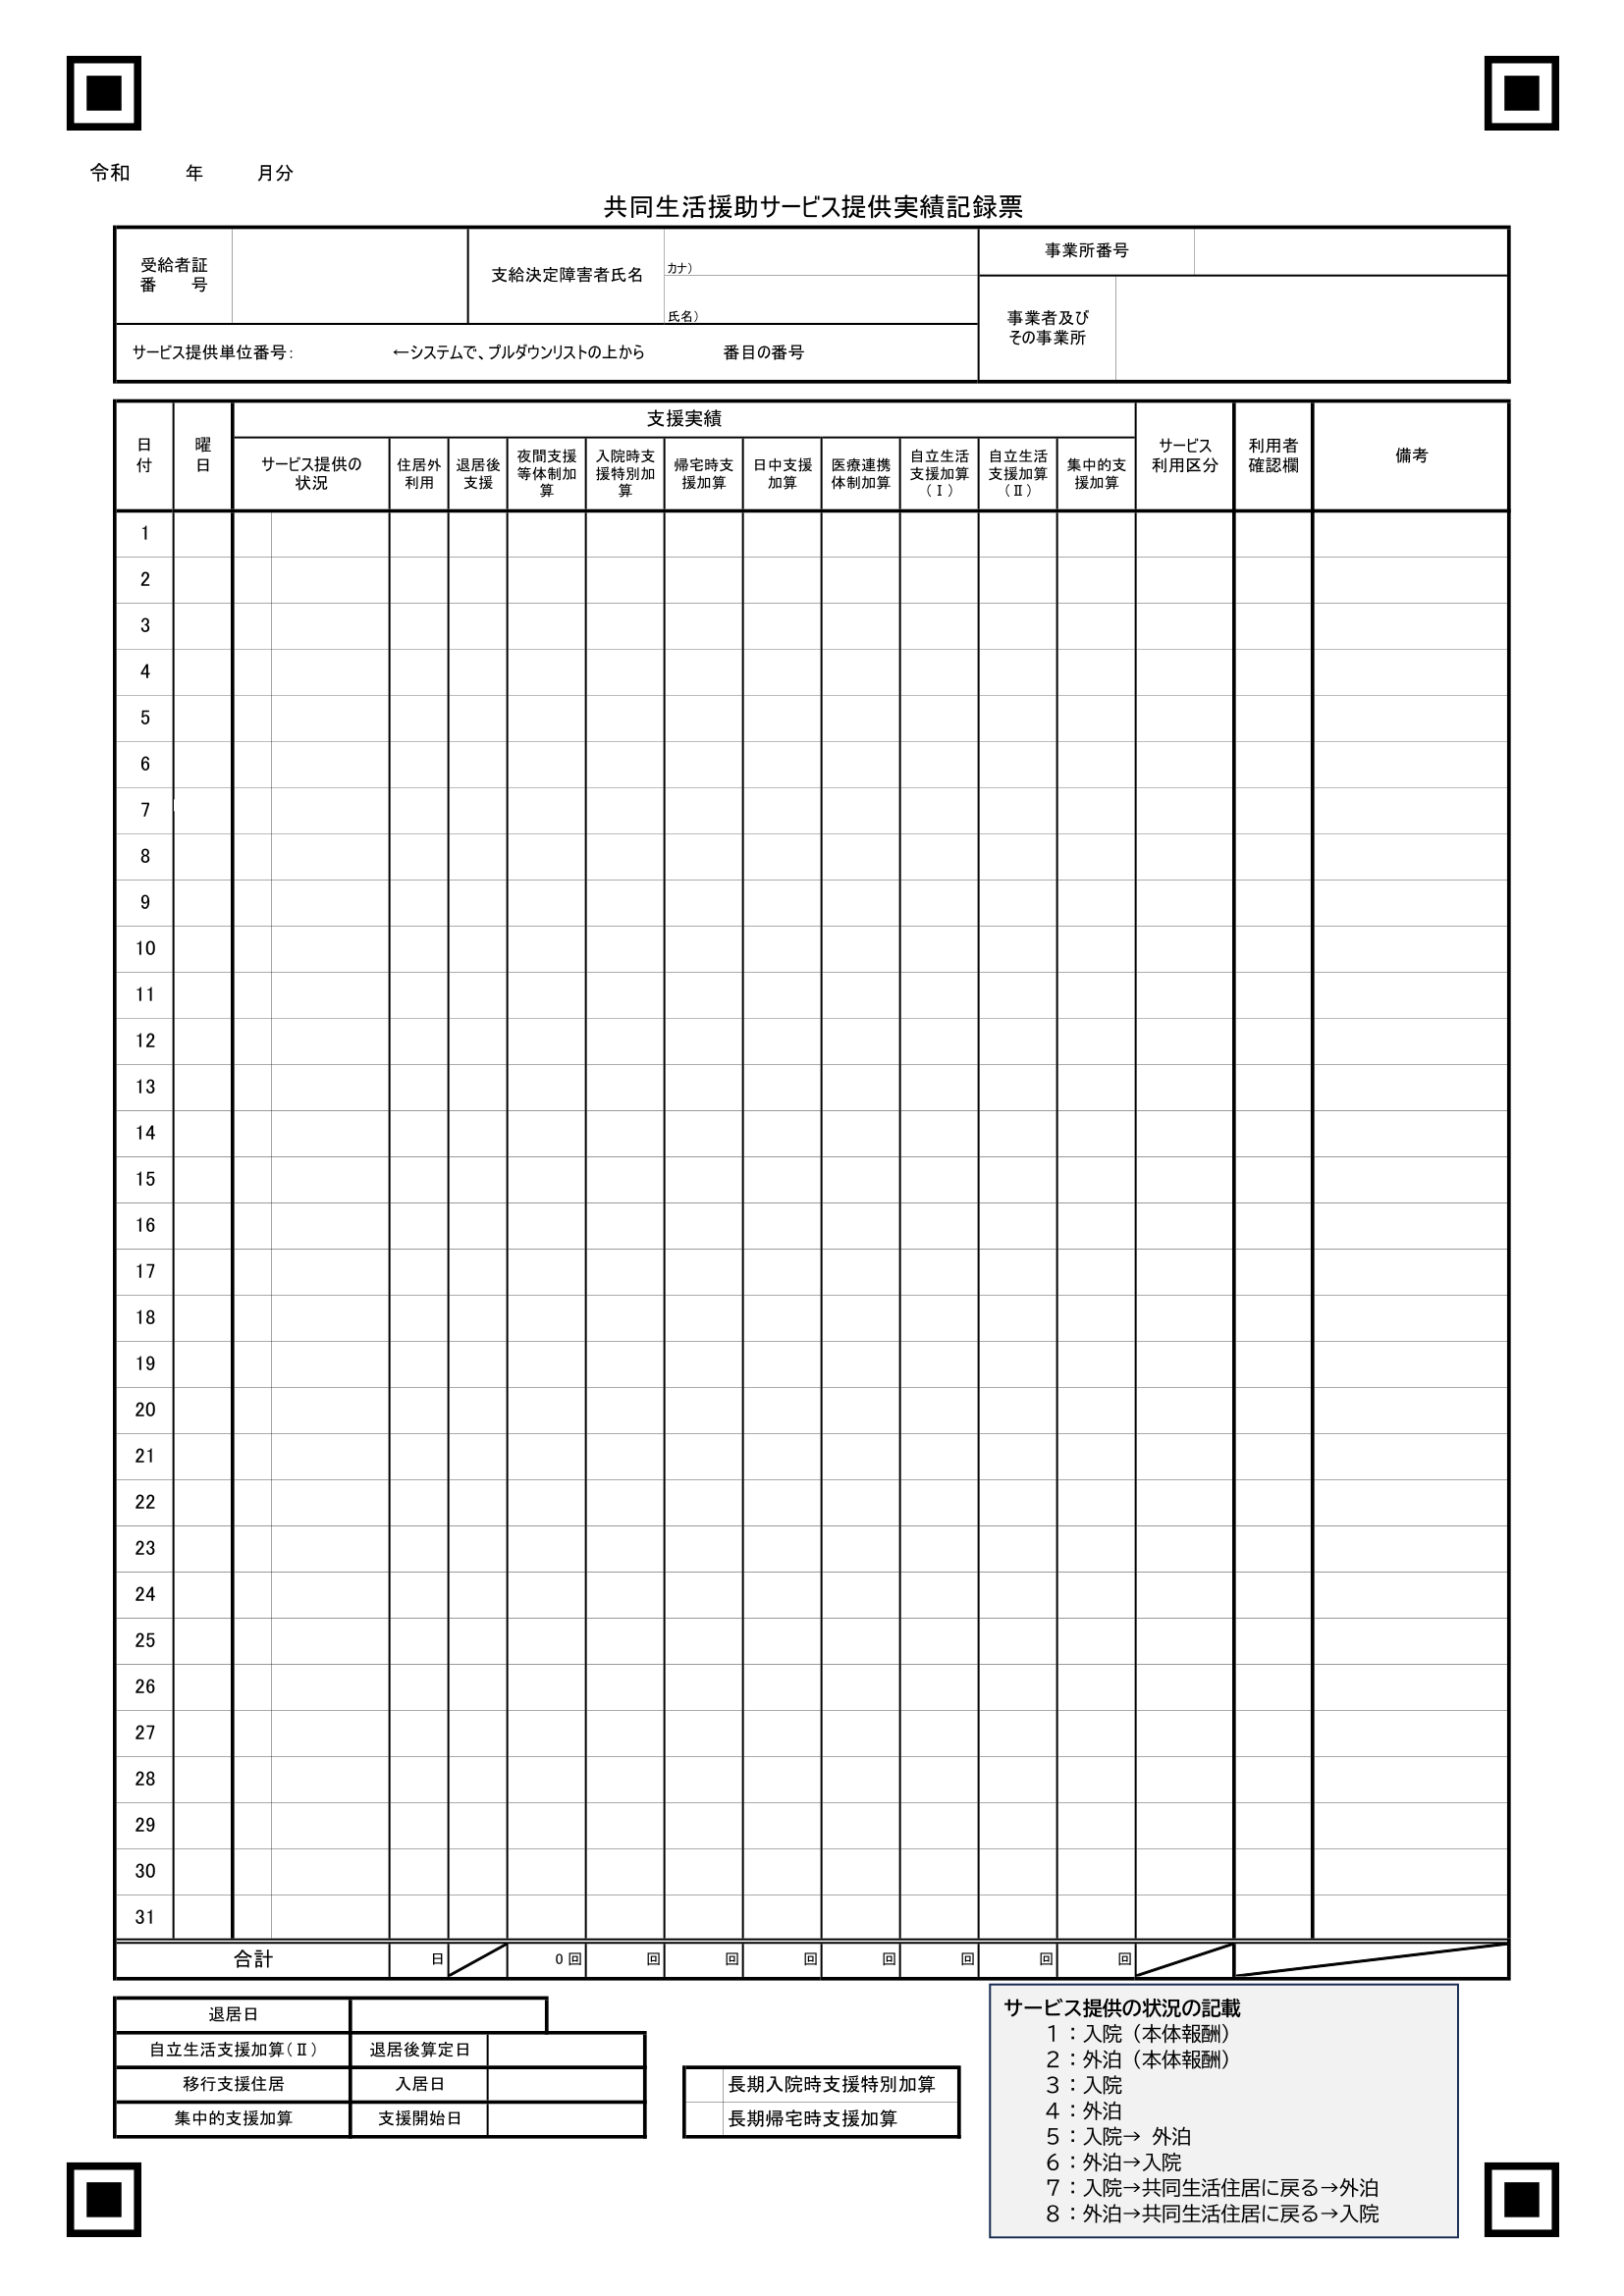 令和　　年　　月分
共同生活援助サービス提供実績記録票
受給者証
番　　号
支給決定障害者氏名
カナ）
氏名）
事業所番号
事業者及び
その事業所
サービス提供単位番号：　　　←システムで、プルダウンリストの上から　　　番目の番号
日
付
曜
日
支援実績
サービス提供の
状況
住居外
利用
退居後
支援
夜間支援
等体制加
算
入院時支
援特別加
算
帰宅時支
援加算
日中支援
加算
医療連携
体制加算
自立生活
支援加算
（Ⅰ）
自立生活
支援加算
（Ⅱ）
集中的支
援加算
サービス
利用区分
利用者
確認欄
備考
1
2
3
4
5
6
7
8
9
10
11
12
13
14
15
16
17
18
19
20
21
22
23
24
25
26
27
28
29
30
31
合計　日　0 回　回　回　回　回　回　回　回
退居日
自立生活支援加算（Ⅱ）　退居後算定日
移行支援住居　入居日
集中的支援加算　支援開始日
長期入院時支援特別加算
長期帰宅時支援加算
サービス提供の状況の記載
１：入院（本体報酬）
２：外泊（本体報酬）
３：入院
４：外泊
５：入院→ 外泊
６：外泊→入院
７：入院→共同生活住居に戻る→外泊
８：外泊→共同生活住居に戻る→入院